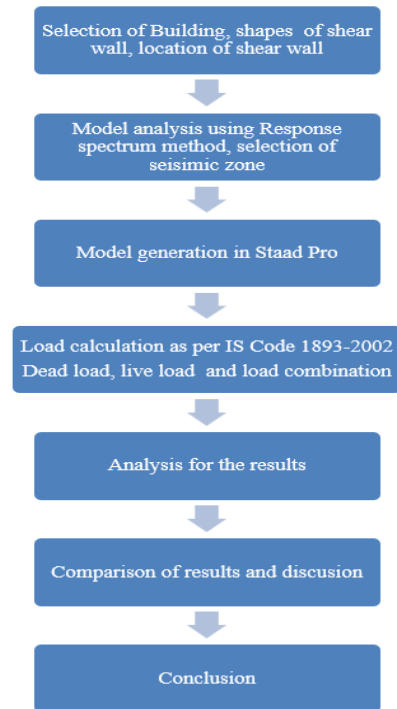 Selection of Building, shapes of shear
wall, location of shear wall
Model analysis using Response
spectrum method, selection of
seisimic zone
Model generation in Staad Pro
Load calculation as per IS Code 1893-2002
Dead load, live load and load combination
Analysis for the results
Comparison of results and discusion
Conclusion